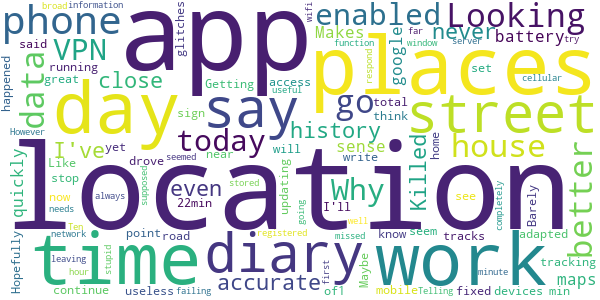 broad information wifi
phone app enabled Looking
glitches
said VPN never battery try
running Makes google far window server
happened data great close places function
Getting access useful respond set cellular
day say go total street
However sign today history think
I've yet drove near will sense write house
Like seemed updating Killed home
stop even Why I'll see
quickly always 22min location better
now supposed stored going Barely completely
needs Ten point road know seem tracks adapted
network time diary Maybe work tracking
leaving registered well maps
Hopefully hour stupid accurate first missed mobile fixed devices min
continue useless failing of1 Telling minute